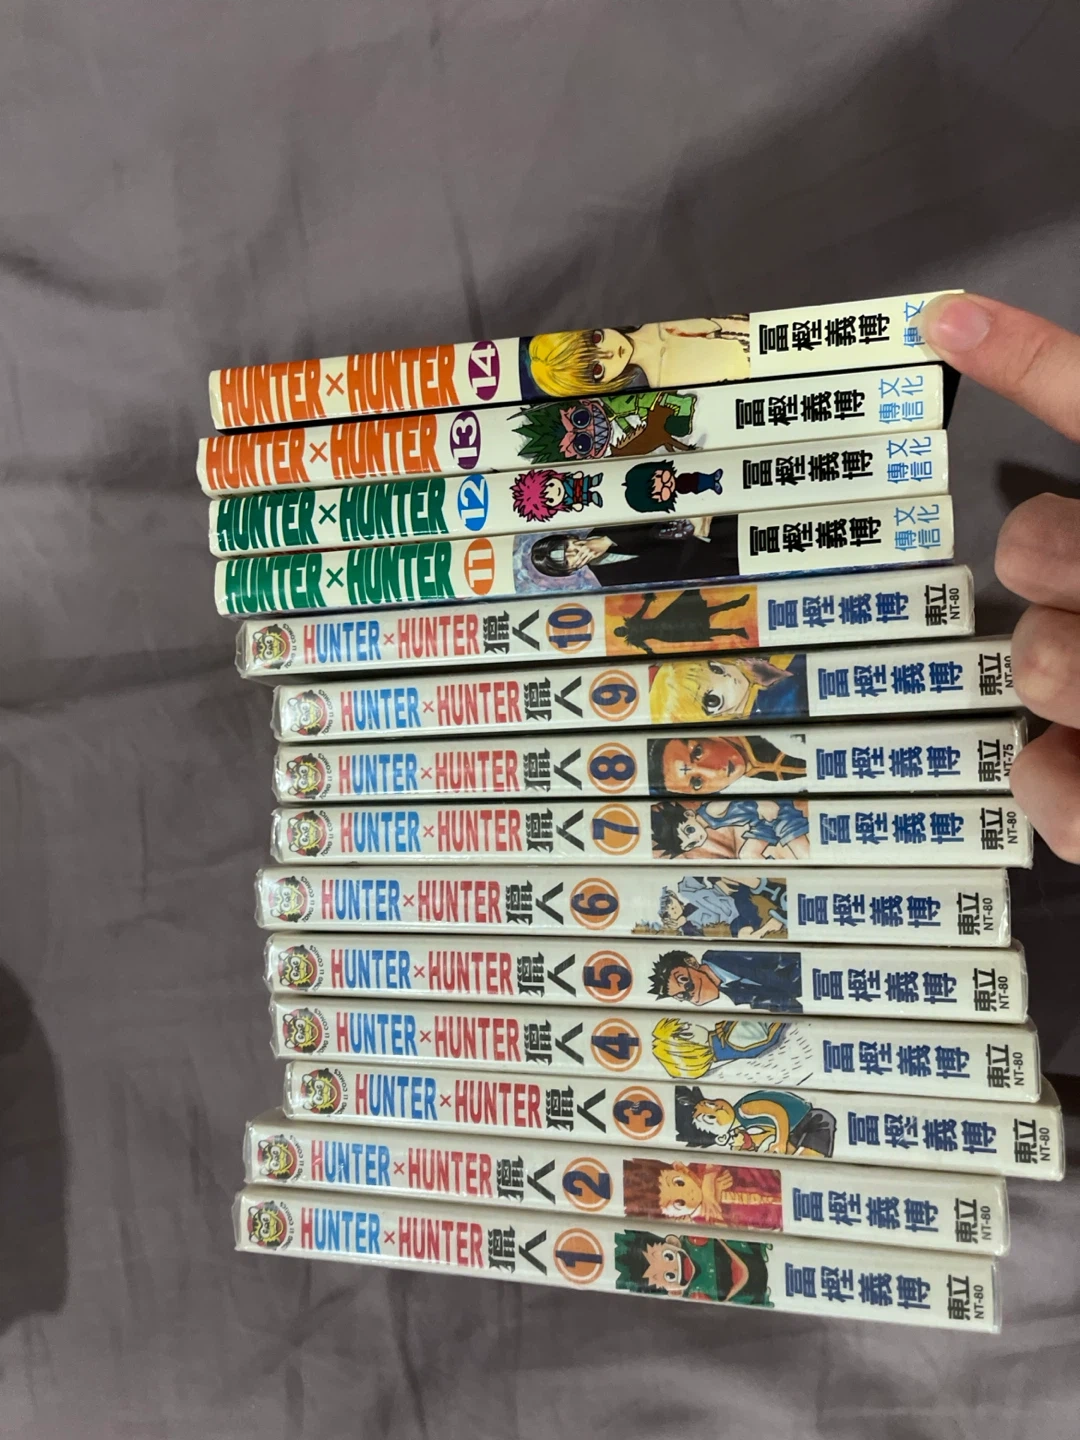 HUNTER×HUNTER 14 冨樫義博 文 傳
HUNTER×HUNTER 13 冨樫義博 文化傳信
HUNTER×HUNTER 12 冨樫義博 文化傳信
HUNTER×HUNTER 11 冨樫義博 文化傳信
HUNTER×HUNTER 獵人 10 冨樫義博 東立 NT-80
HUNTER×HUNTER 獵人 9 冨樫義博 東立 NT-80
HUNTER×HUNTER 獵人 8 冨樫義博 東立 NT-75
HUNTER×HUNTER 獵人 7 冨樫義博 東立 NT-80
HUNTER×HUNTER 獵人 6 冨樫義博 東立 NT-80
HUNTER×HUNTER 獵人 5 冨樫義博 東立 NT-80
HUNTER×HUNTER 獵人 4 冨樫義博 東立 NT-80
HUNTER×HUNTER 獵人 3 冨樫義博 東立 NT-80
HUNTER×HUNTER 獵人 2 冨樫義博 東立 NT-80
HUNTER×HUNTER 獵人 1 冨樫義博 東立 NT-80